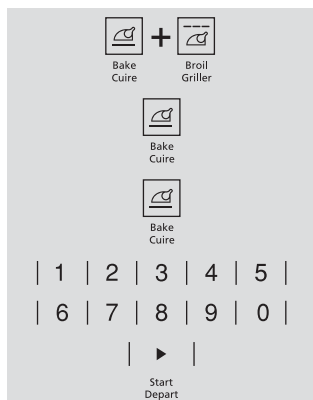 Bake Broil
Cuire Griller
Bake
Cuire
Bake
Cuire
1 2 3 4 5
6 7 8 9 0
Start
Depart